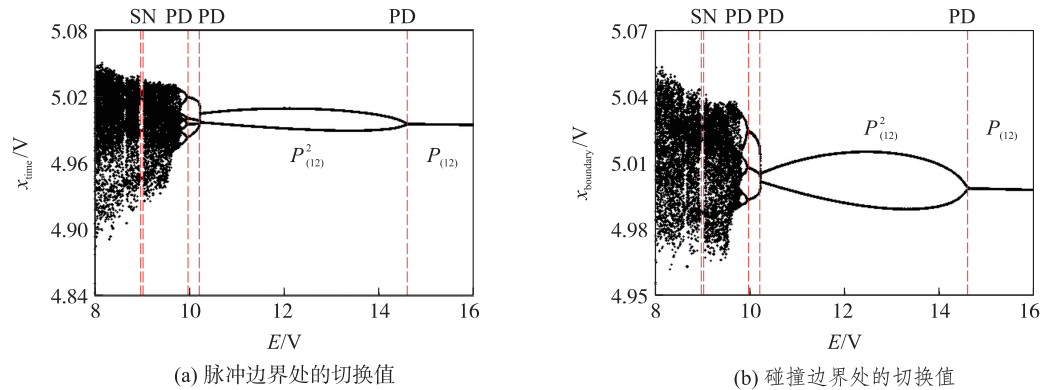 SN PD PD PD
5.08
5.02
4.96
4.90
4.84
x_time/V
P²_(12)
P_(12)
8 10 12 14 16
E/V
(a) 脉冲边界处的切换值
SN PD PD PD
5.07
5.04
5.01
4.98
4.95
x_boundary/V
P²_(12)
P_(12)
8 10 12 14 16
E/V
(b) 碰撞边界处的切换值